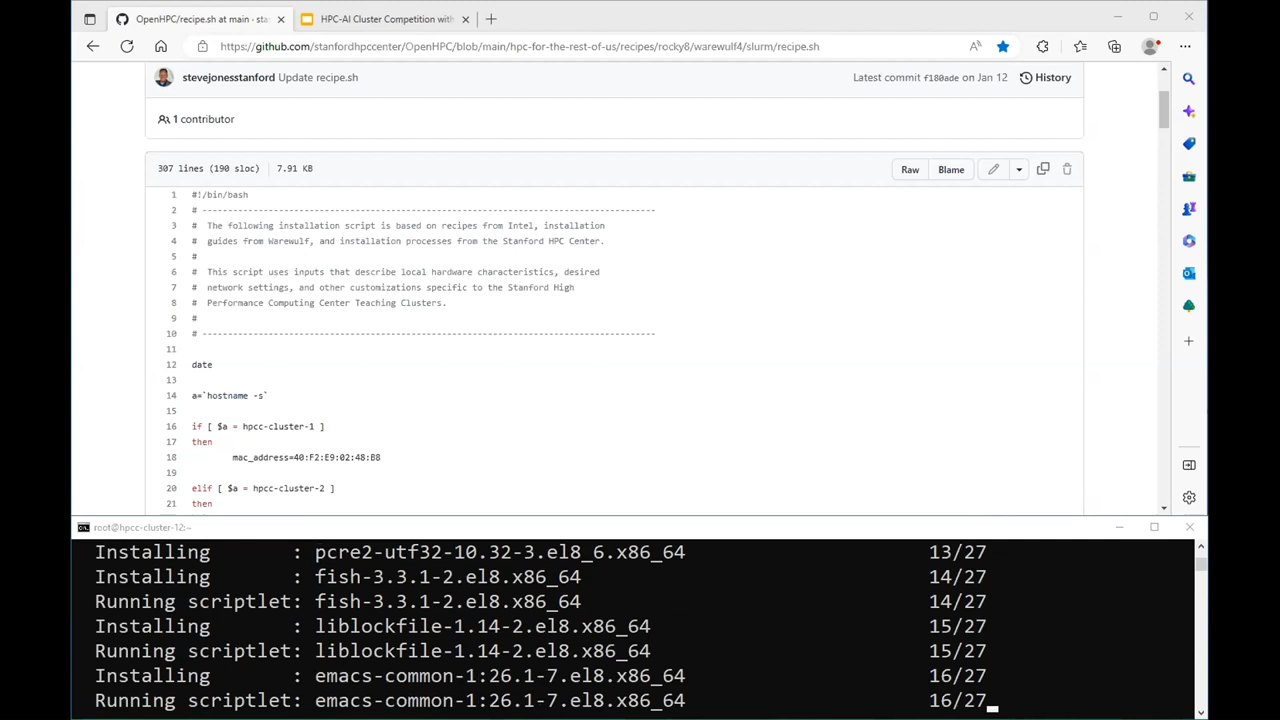 OpenHPC/recipe.sh at main · sta
HPC-AI Cluster Competition with
https://github.com/stanfordhpccenter/OpenHPC/blob/main/hpc-for-the-rest-of-us/recipes/rocky8/warewulf4/slurm/recipe.sh
stevejonesstanford Update recipe.sh
Latest commit f180ade on Jan 12 History
1 contributor
307 lines (190 sloc) 7.91 KB
Raw Blame
1 #!/bin/bash
2 # ----------------------------------------------------------------------------------------
3 # The following installation script is based on recipes from Intel, installation
4 # guides from Warewulf, and installation processes from the Stanford HPC Center.
5 #
6 # This script uses inputs that describe local hardware characteristics, desired
7 # network settings, and other customizations specific to the Stanford High
8 # Performance Computing Center Teaching Clusters.
9 #
10 # ----------------------------------------------------------------------------------------
11
12 date
13
14 a=`hostname -s`
15
16 if [ $a = hpcc-cluster-1 ]
17 then
18 mac_address=40:F2:E9:02:48:B8
19
20 elif [ $a = hpcc-cluster-2 ]
21 then
root@hpcc-cluster-12:~
Installing : pcre2-utf32-10.32-3.el8_6.x86_64 13/27
Installing : fish-3.3.1-2.el8.x86_64 14/27
Running scriptlet: fish-3.3.1-2.el8.x86_64 14/27
Installing : liblockfile-1.14-2.el8.x86_64 15/27
Running scriptlet: liblockfile-1.14-2.el8.x86_64 15/27
Installing : emacs-common-1:26.1-7.el8.x86_64 16/27
Running scriptlet: emacs-common-1:26.1-7.el8.x86_64 16/27